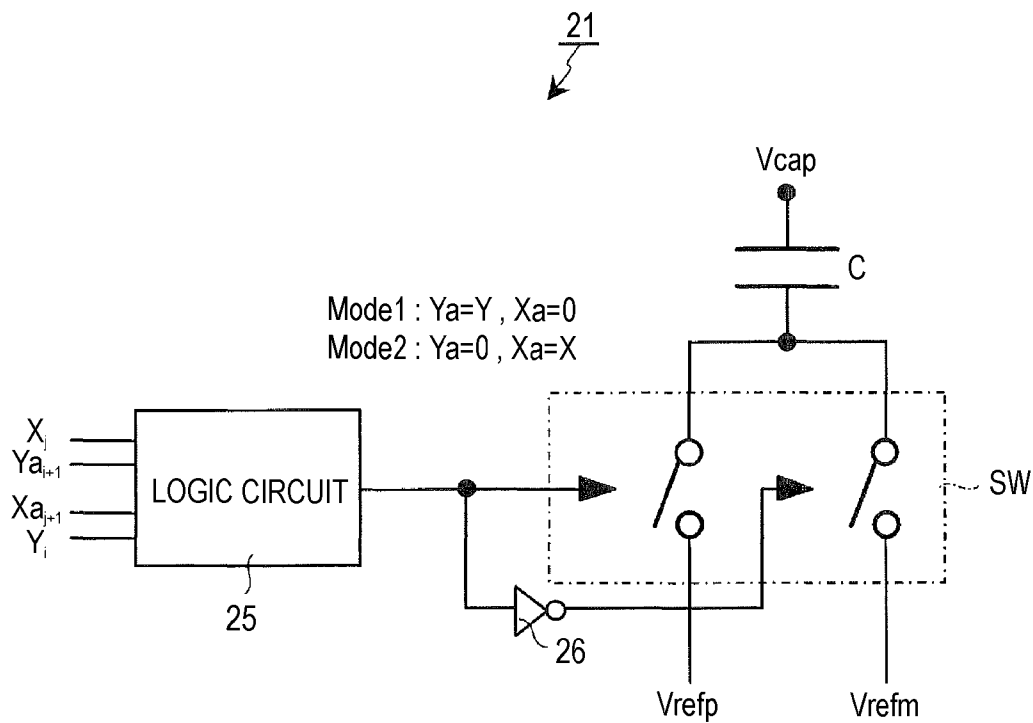 21
Vcap
C
Mode1 : Ya=Y , Xa=0
Mode2 : Ya=0 , Xa=X
Xj
Yai+1
Xaj+1
Yi
LOGIC CIRCUIT
SW
25
26
Vrefp
Vrefm